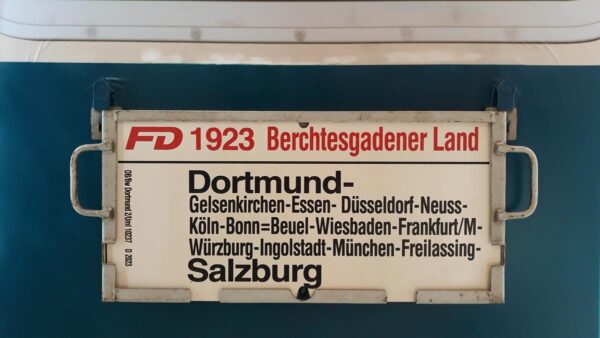 FD 1923 Berchtesgadener Land
Dortmund-
Gelsenkirchen-Essen- Düsseldorf-Neuss-
Köln-Bonn=Beuel-Wiesbaden-Frankfurt/M-
Würzburg-Ingolstadt-München-Freilassing-
Salzburg
Dortmund